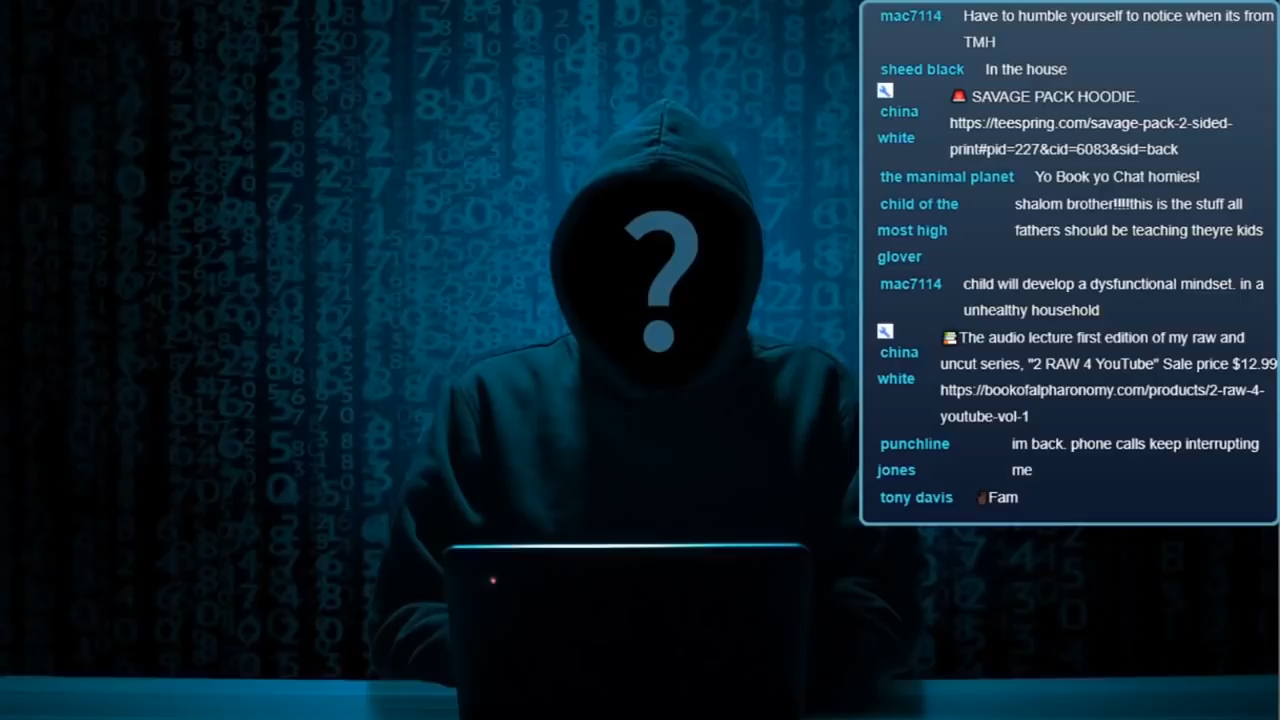 mac7114 Have to humble yourself to notice when its from
TMH
sheed black In the house
🚨 SAVAGE PACK HOODIE.
china
https://teespring.com/savage-pack-2-sided-
white
print#pid=227&cid=6083&sid=back
the manimal planet Yo Book yo Chat homies!
child of the shalom brother!!!!this is the stuff all
most high fathers should be teaching theyre kids
glover
mac7114 child will develop a dysfunctional mindset. in a
unhealthy household
📚The audio lecture first edition of my raw and
china
uncut series, "2 RAW 4 YouTube" Sale price $12.99
white
https://bookofalpharonomy.com/products/2-raw-4-
youtube-vol-1
punchline im back. phone calls keep interrupting
jones me
tony davis Fam
?